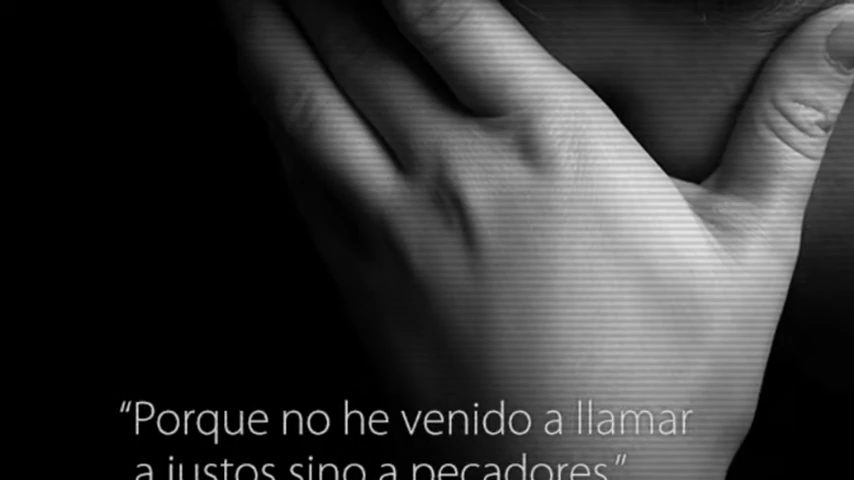 “Porque no he venido a llamar
a justos sino a pecadores”